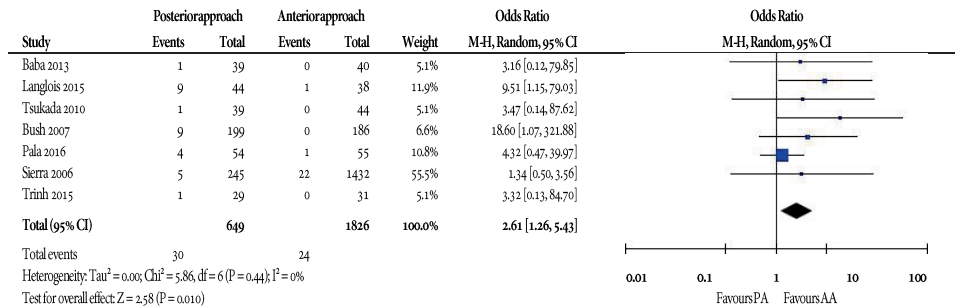 Posteriorapproach Anteriorapproach Odds Ratio Odds Ratio
Study Events Total Events Total Weight M-H, Random, 95% CI M-H, Random, 95% CI
Baba 2013 1 39 0 40 5.1% 3.16 [0.12, 79.85]
Langlois 2015 9 44 1 38 11.9% 9.51 [1.15, 79.03]
Tsukada 2010 1 39 0 44 5.1% 3.47 [0.14, 87.62]
Bush 2007 9 199 0 186 6.6% 18.60 [1.07, 321.88]
Pala 2016 4 54 1 55 10.8% 4.32 [0.47, 39.97]
Sierra 2006 5 245 22 1432 55.5% 1.34 [0.50, 3.56]
Trinh 2015 1 29 0 31 5.1% 3.32 [0.13, 84.70]
Total (95% CI) 649 1826 100.0% 2.61 [1.26, 5.43]
Total events 30 24
Heterogeneity: Tau² = 0.00; Chi² = 5.86, df = 6 (P = 0.44); I² = 0%
0.01 0.1 1 10 100
Test for overall effect: Z = 2.58 (P = 0.010)
Favours PA Favours AA